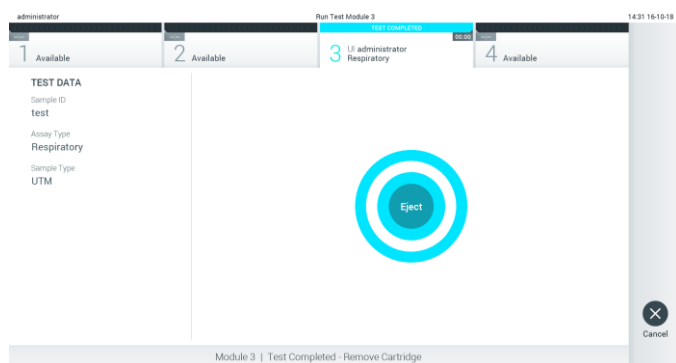 administrator
Run Test Module 3
14:31 16-10-18
TEST COMPLETED
--:--
--:--
00:00
--:--
1 Available
2 Available
3 UI administrator
Respiratory
4 Available
TEST DATA
Sample ID
test
Assay Type
Respiratory
Sample Type
UTM
Eject
Cancel
Module 3 | Test Completed - Remove Cartridge